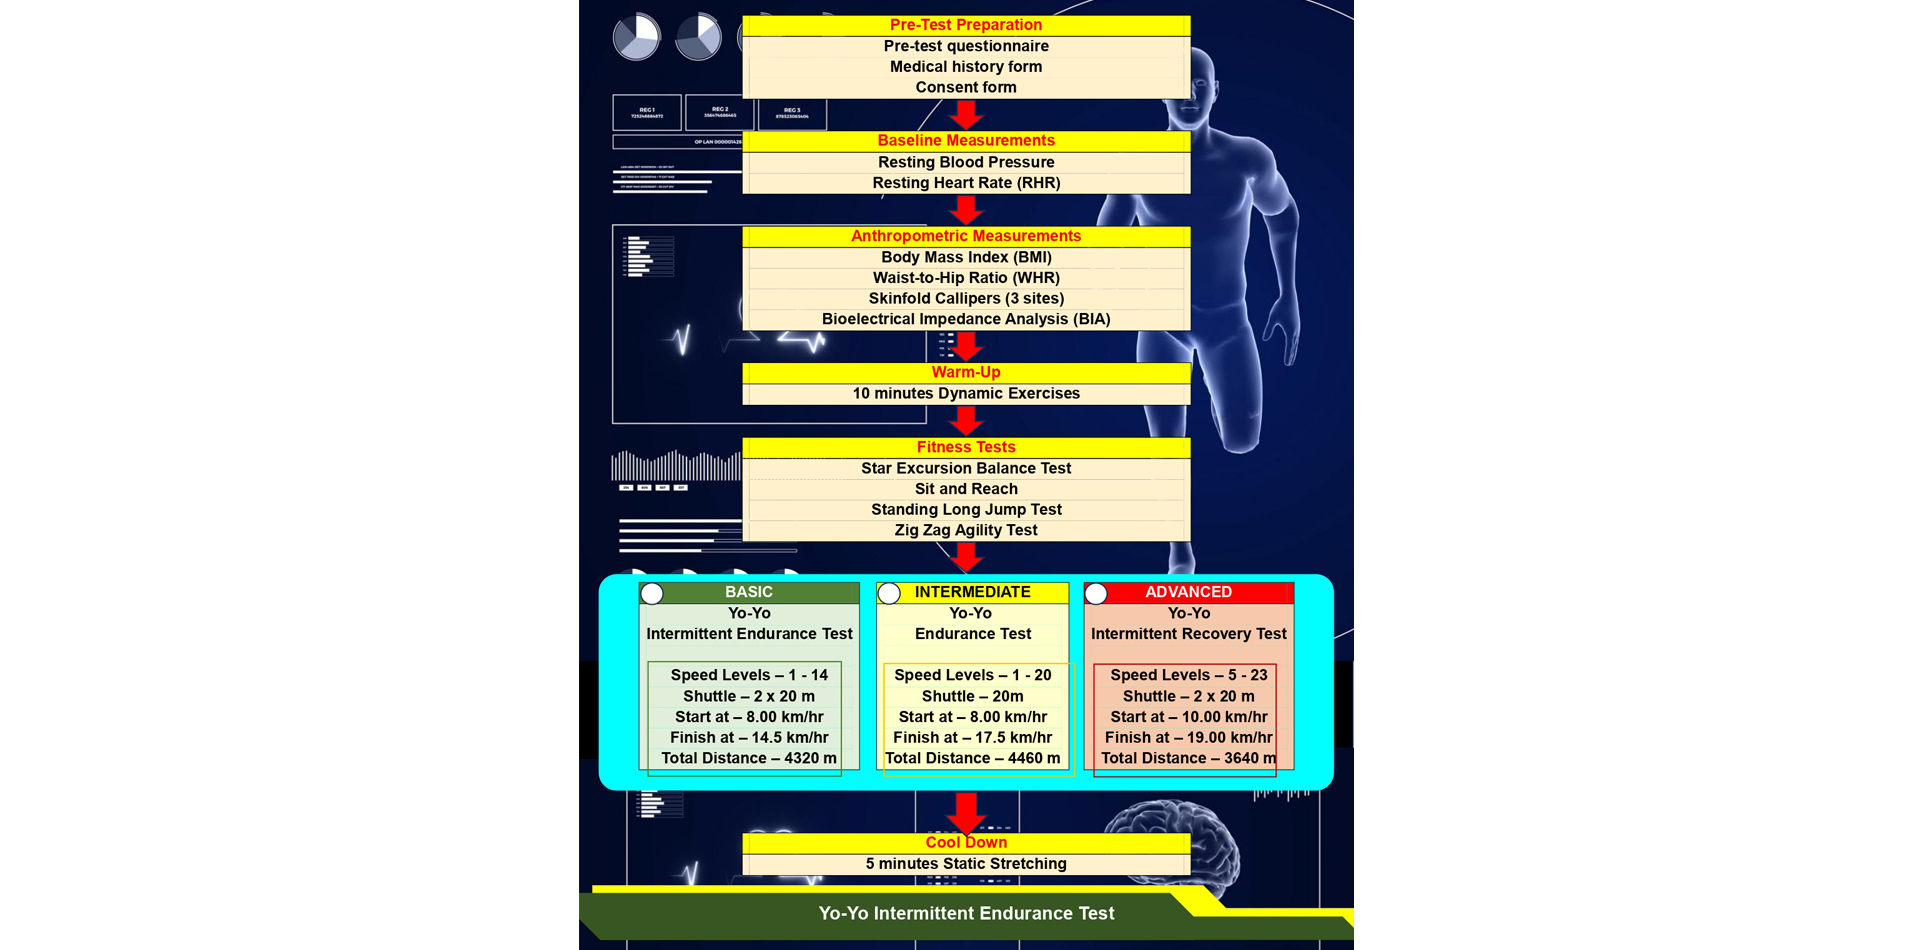 Pre-Test Preparation
Pre-test questionnaire
Medical history form
Consent form
REG 1
REG 2
REG 3
OP LAN 0000001426
Baseline Measurements
Resting Blood Pressure
Resting Heart Rate (RHR)
Anthropometric Measurements
Body Mass Index (BMI)
Waist-to-Hip Ratio (WHR)
Skinfold Callipers (3 sites)
Bioelectrical Impedance Analysis (BIA)
Warm-Up
10 minutes Dynamic Exercises
Fitness Tests
Star Excursion Balance Test
Sit and Reach
Standing Long Jump Test
Zig Zag Agility Test
BASIC
Yo-Yo
Intermittent Endurance Test
Speed Levels – 1 - 14
Shuttle – 2 x 20 m
Start at – 8.00 km/hr
Finish at – 14.5 km/hr
Total Distance – 4320 m
INTERMEDIATE
Yo-Yo
Endurance Test
Speed Levels – 1 - 20
Shuttle – 20m
Start at – 8.00 km/hr
Finish at – 17.5 km/hr
Total Distance – 4460 m
ADVANCED
Yo-Yo
Intermittent Recovery Test
Speed Levels – 5 - 23
Shuttle – 2 x 20 m
Start at – 10.00 km/hr
Finish at – 19.00 km/hr
Total Distance – 3640 m
Cool Down
5 minutes Static Stretching
Yo-Yo Intermittent Endurance Test